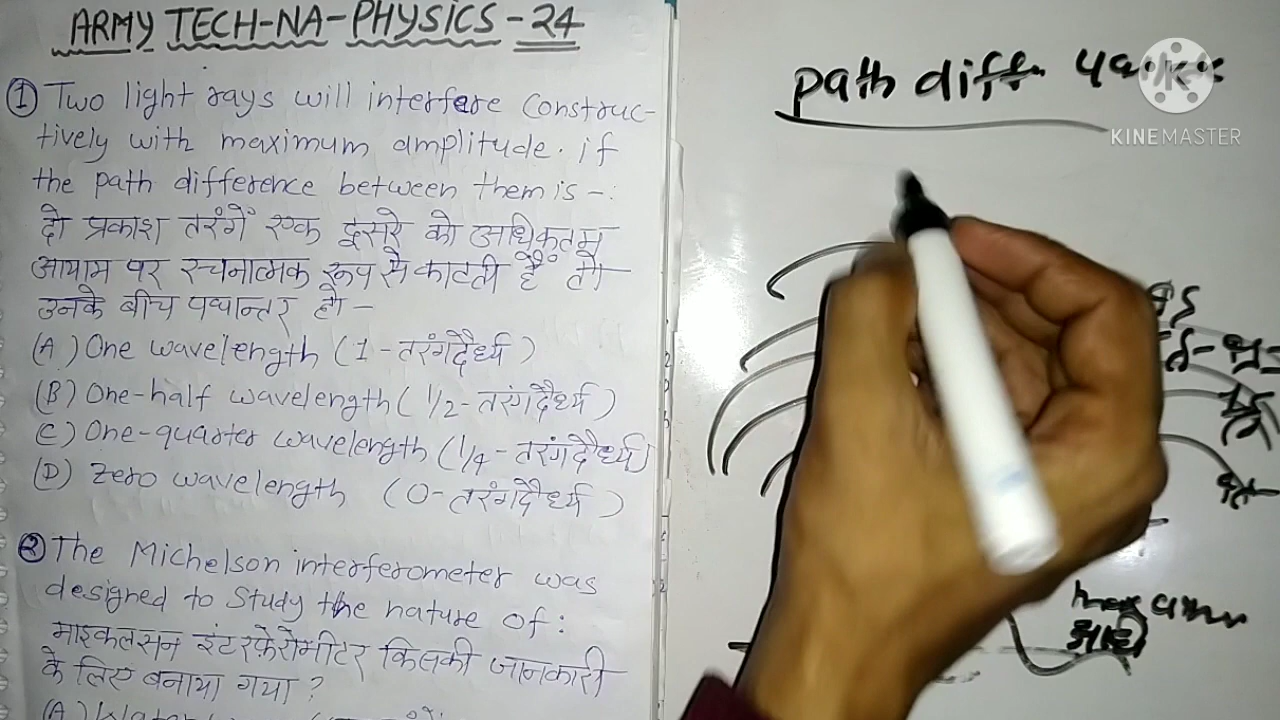 ARMY TECH-NA-PHYSICS-24
① Two light rays will interfere Construc-
tively with maximum amplitude. if
the path difference between them is -:
दो प्रकाश तरंगें एक दूसरे को अधिकतम
आयाम पर रचनात्मक रूप से काटती हैं तो
उनके बीच पथान्तर हो -
(A) One wavelength (1 - तरंगदैर्ध्य)
(B) One-half wavelength (1/2 - तरंगदैर्ध्य)
(C) One-quarter wavelength (1/4 - तरंगदैर्ध्य)
(D) Zero wavelength (0 - तरंगदैर्ध्य)
② The Michelson interferometer was
designed to Study the nature of:
माइकलसन इंटरफ़ेरोमीटर किसकी जानकारी
के लिए बनाया गया?
(A)
path diff
KINEMASTER
max